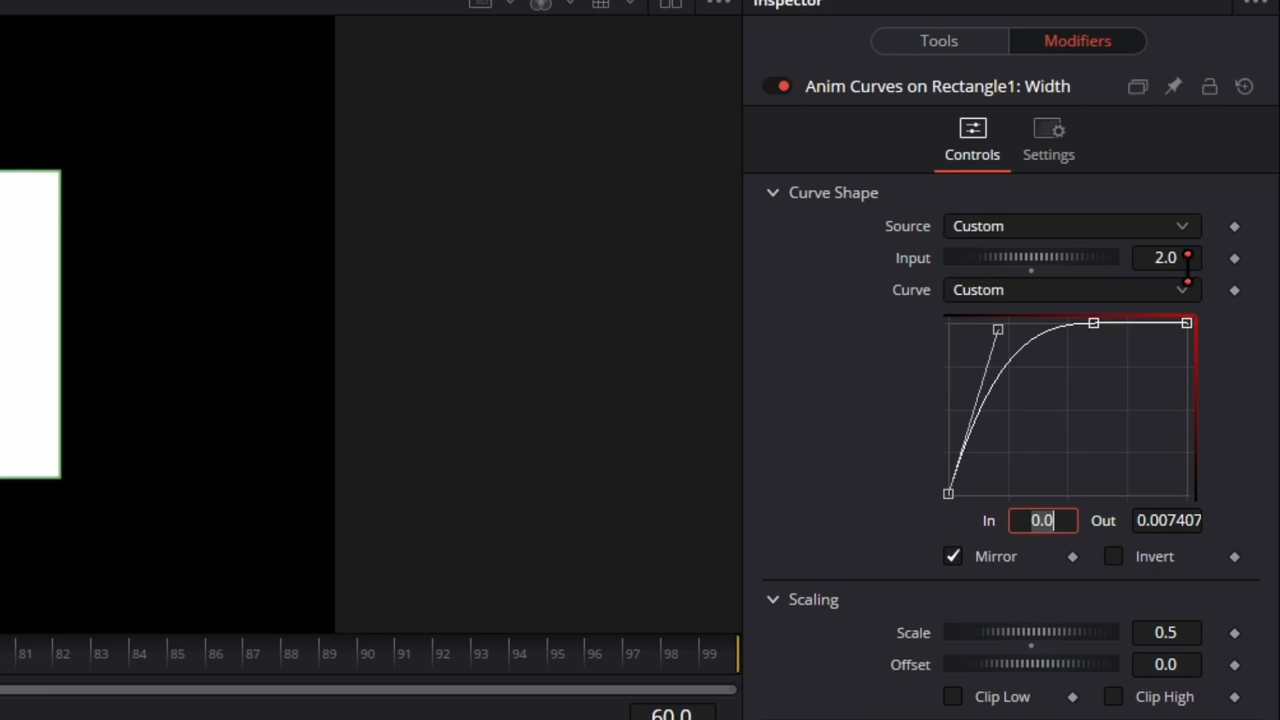 Inspector
Tools Modifiers
Anim Curves on Rectangle1: Width
Controls Settings
Curve Shape
Source Custom
Input 2.0
Curve Custom
In 0.0 Out 0.007407
Mirror Invert
Scaling
Scale 0.5
Offset 0.0
Clip Low Clip High
81 82 83 84 85 86 87 88 89 90 91 92 93 94 95 96 97 98 99
60.0